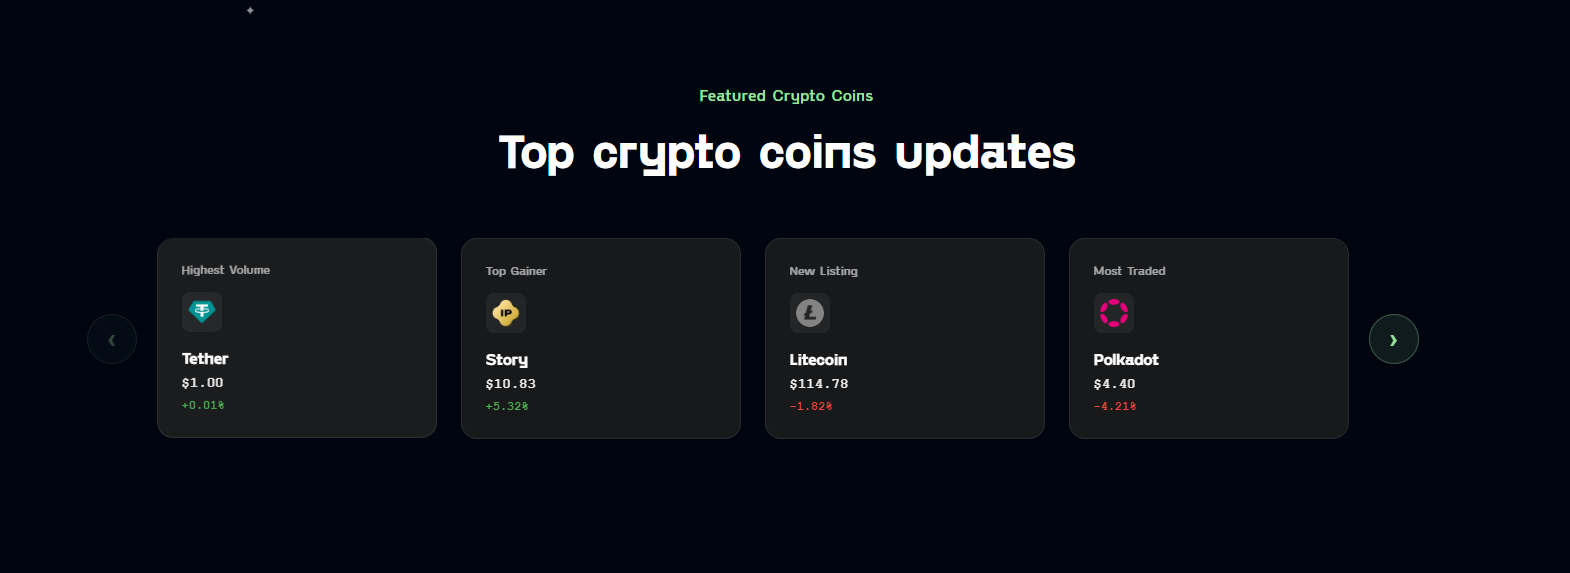 Featured Crypto Coins
Top crypto coins updates
Highest Volume
Tether
$1.00
+0.01%
Top Gainer
IP
Story
$10.83
+5.32%
New Listing
Litecoin
$114.78
-1.82%
Most Traded
Polkadot
$4.40
-4.21%